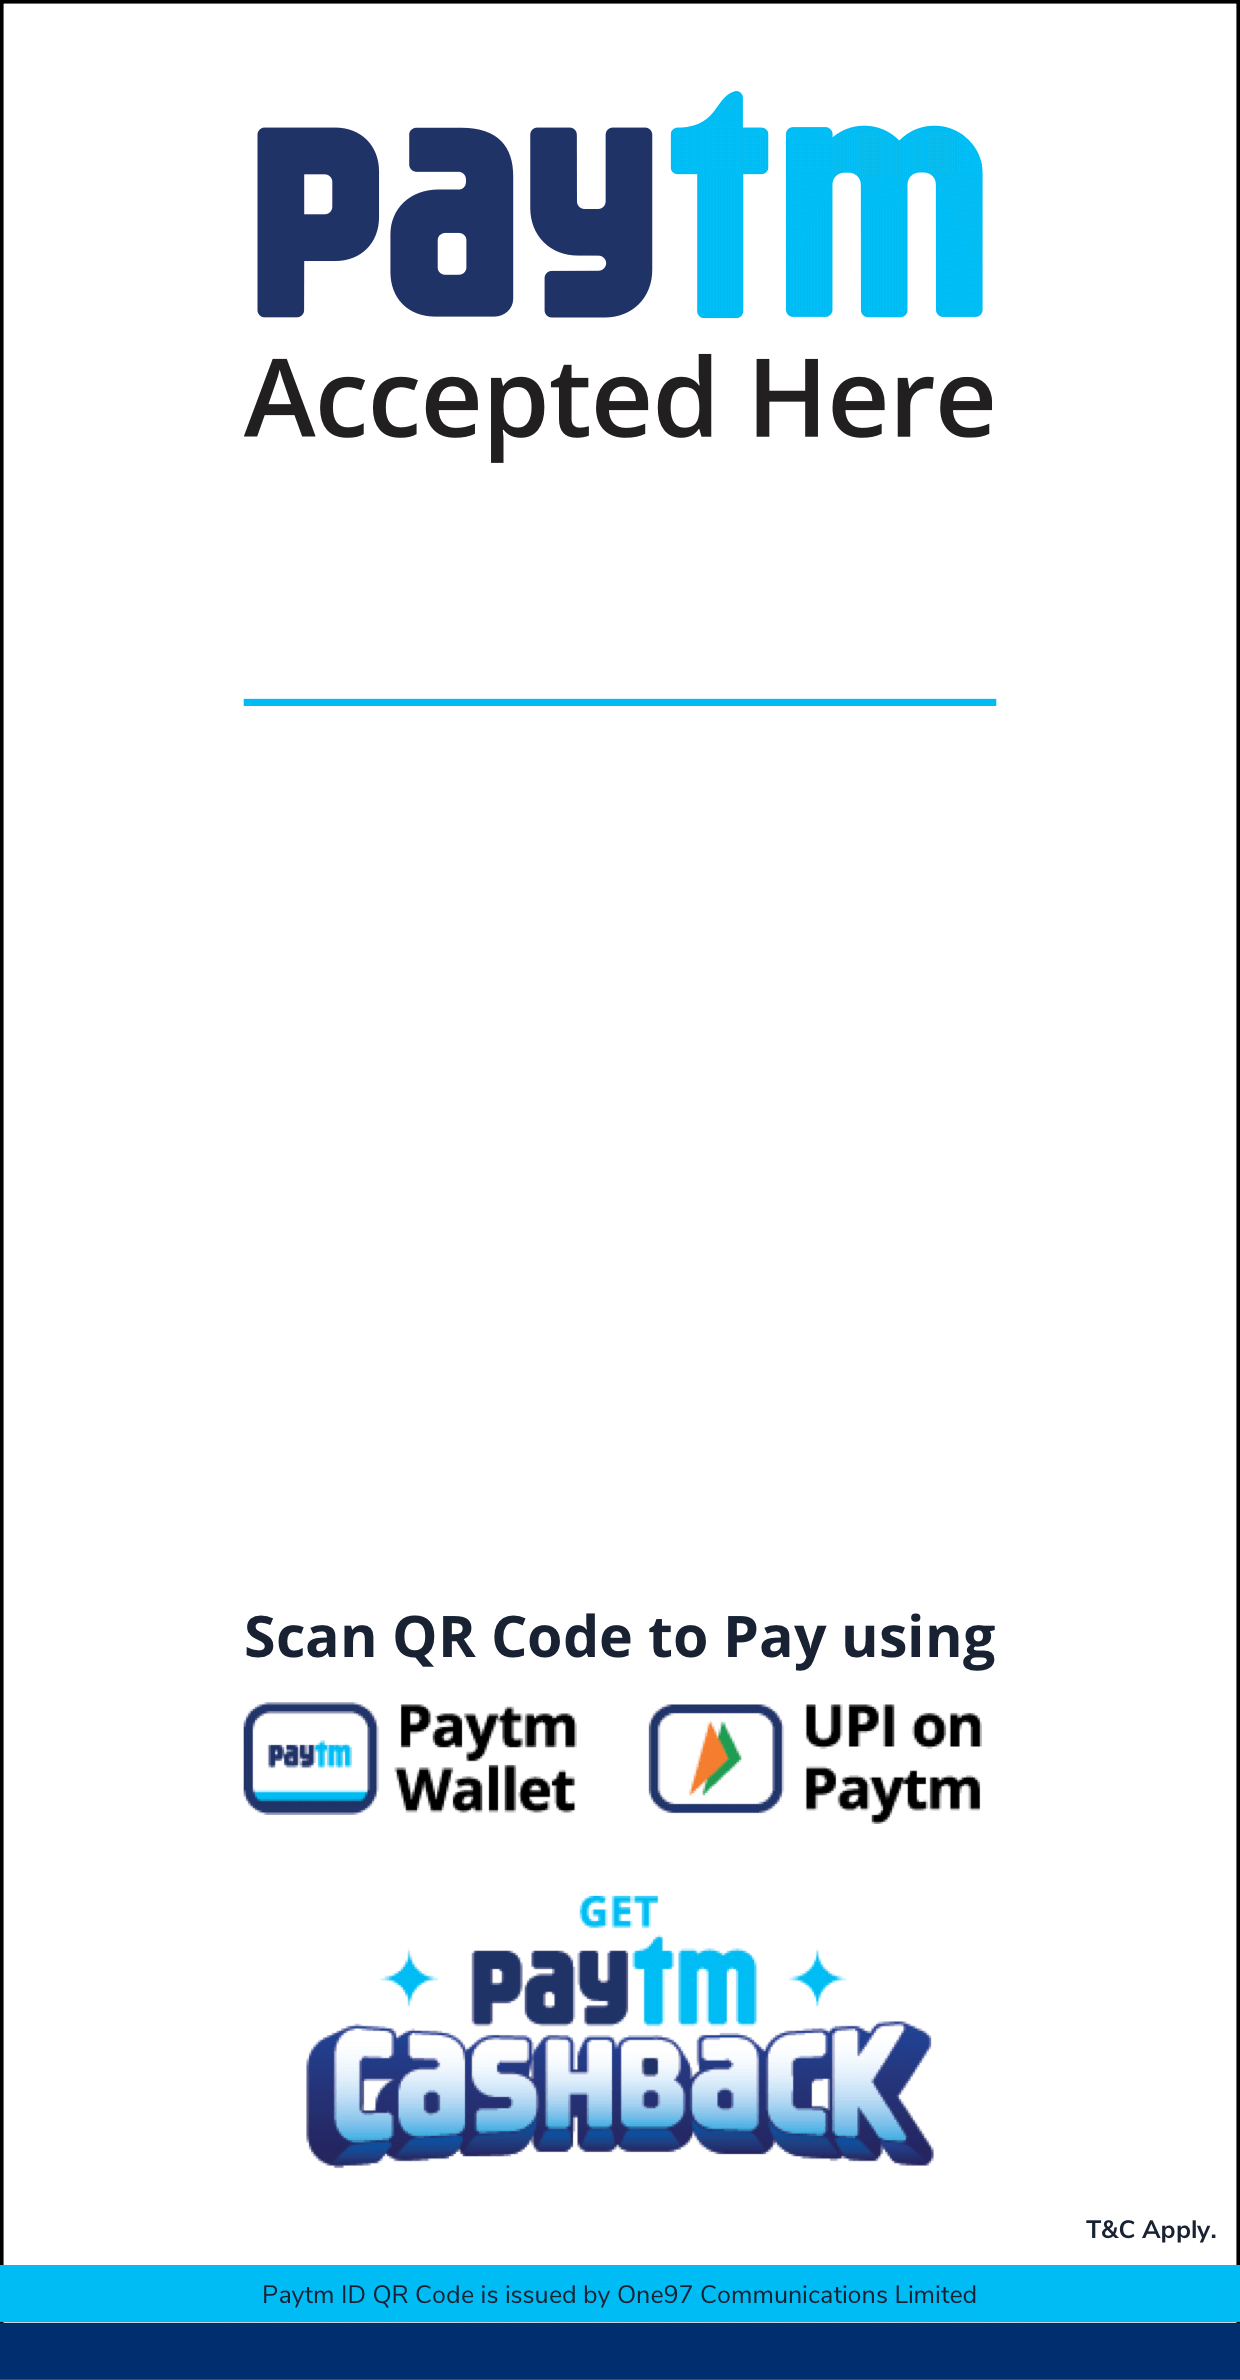 paytm
Accepted Here
Scan QR Code to Pay using
paytm
Paytm
Wallet
UPI on
Paytm
GET
paytm
CASHBACK
T&C Apply.
Paytm ID QR Code is issued by One97 Communications Limited